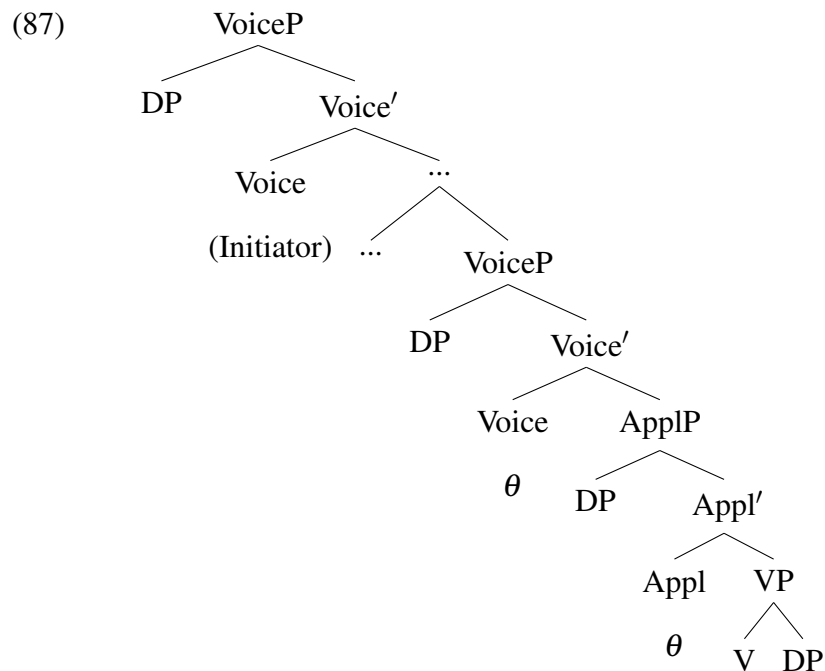 (87) VoiceP
DP Voice′
Voice ...
(Initiator) ... VoiceP
DP Voice′
Voice ApplP
θ DP Appl′
Appl VP
θ V DP